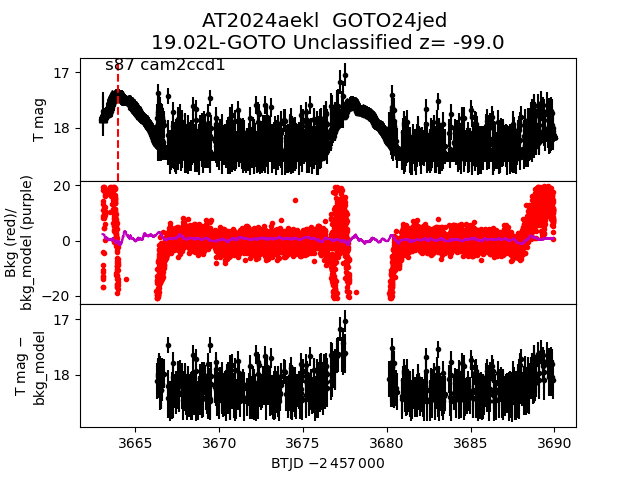 AT2024aekl  GOTO24jed
19.02L-GOTO Unclassified z= -99.0
s87 cam2ccd1
T mag
17
18
Bkg (red)/
bkg_model (purple)
20
0
−20
T mag −
bkg_model
17
18
3665 3670 3675 3680 3685 3690
BTJD −2 457 000